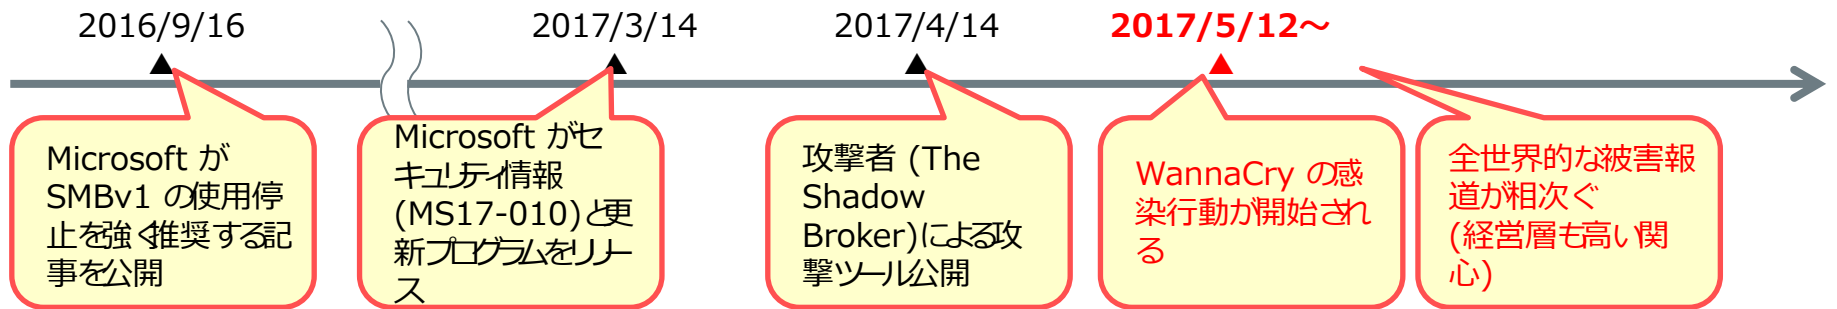 2016/9/16
2017/3/14
2017/4/14
2017/5/12～
Microsoft が
SMBv1 の使用停
止を強く推奨する記
事を公開
Microsoft がセ
キュリティ情報
(MS17-010)と更
新プログラムをリリー
ス
攻撃者 (The
Shadow
Broker)による攻
撃ツール公開
WannaCry の感
染行動が開始され
る
全世界的な被害報
道が相次ぐ
(経営層も高い関
心)